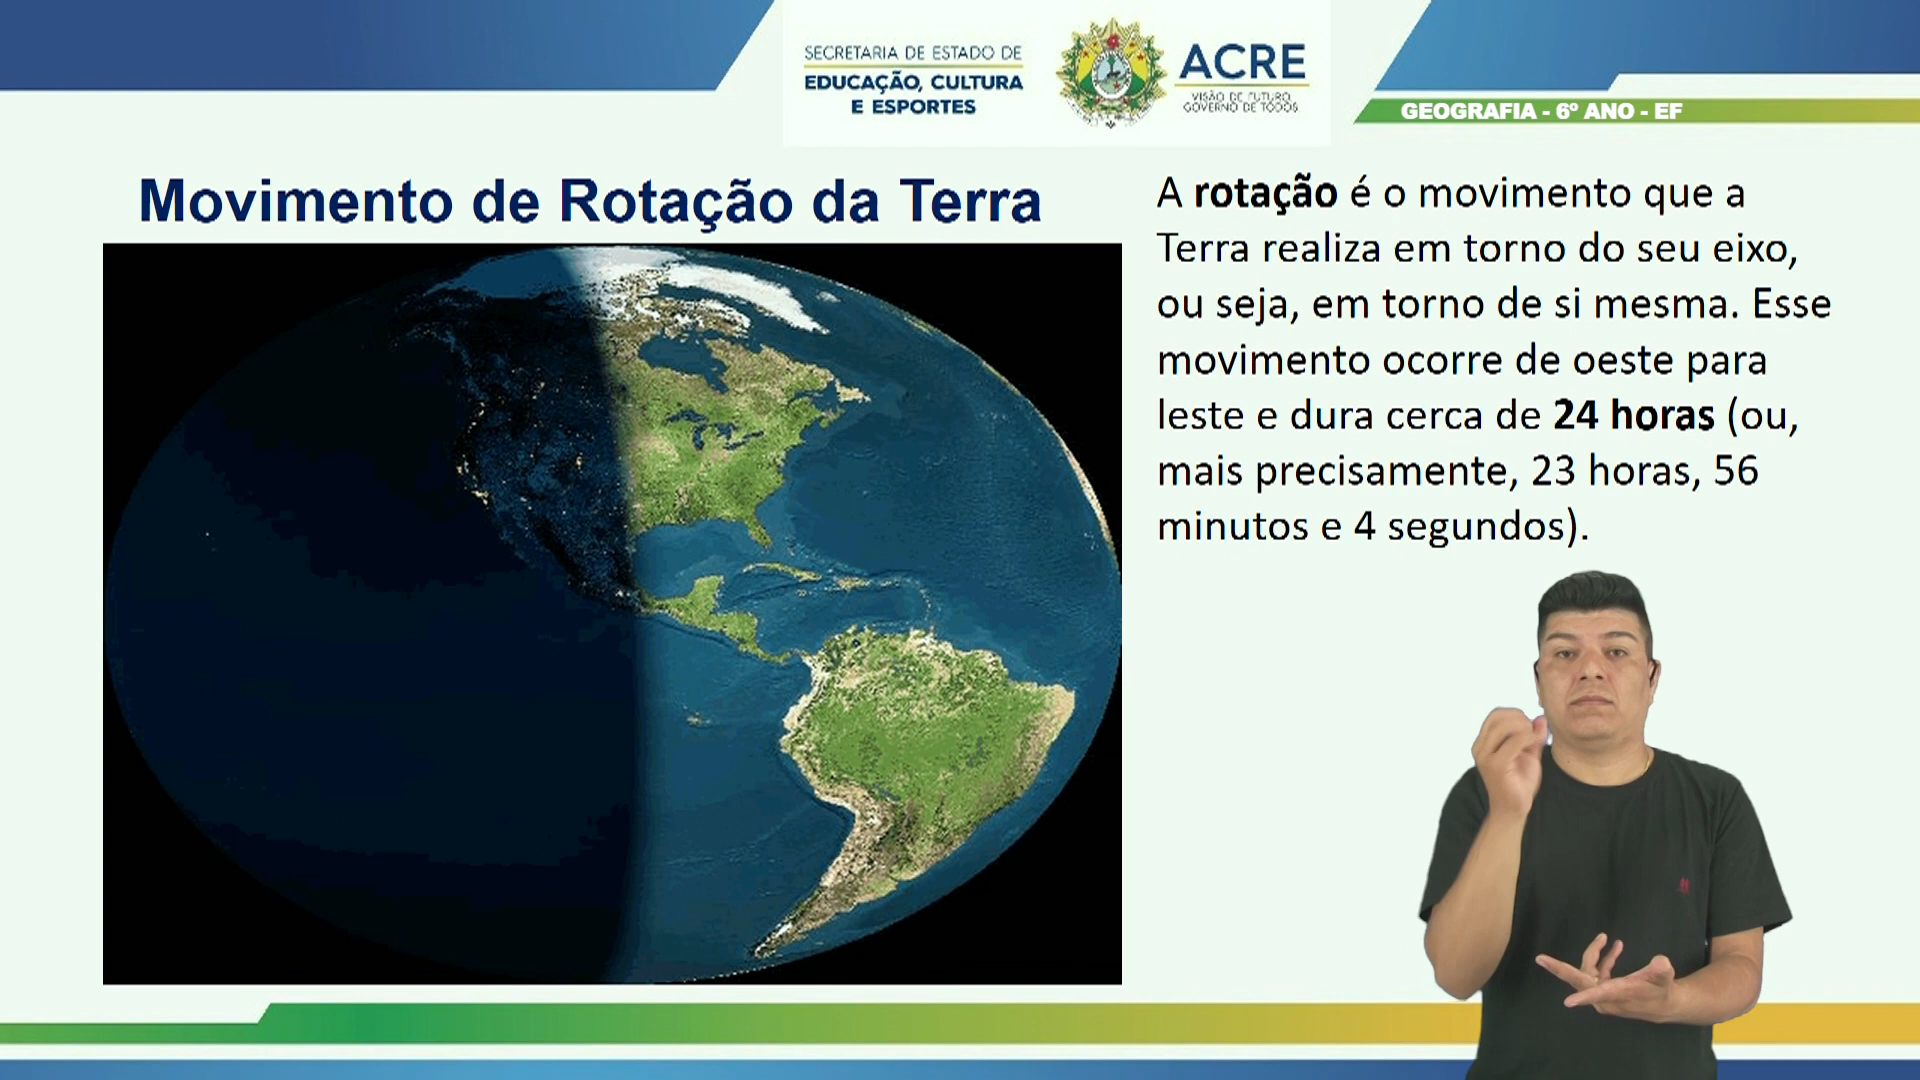 SECRETARIA DE ESTADO DE
EDUCAÇÃO, CULTURA
E ESPORTES
ACRE
VISÃO DE FUTURO,
GOVERNO DE TODOS
GEOGRAFIA - 6º ANO - EF
Movimento de Rotação da Terra
A rotação é o movimento que a
Terra realiza em torno do seu eixo,
ou seja, em torno de si mesma. Esse
movimento ocorre de oeste para
leste e dura cerca de 24 horas (ou,
mais precisamente, 23 horas, 56
minutos e 4 segundos).